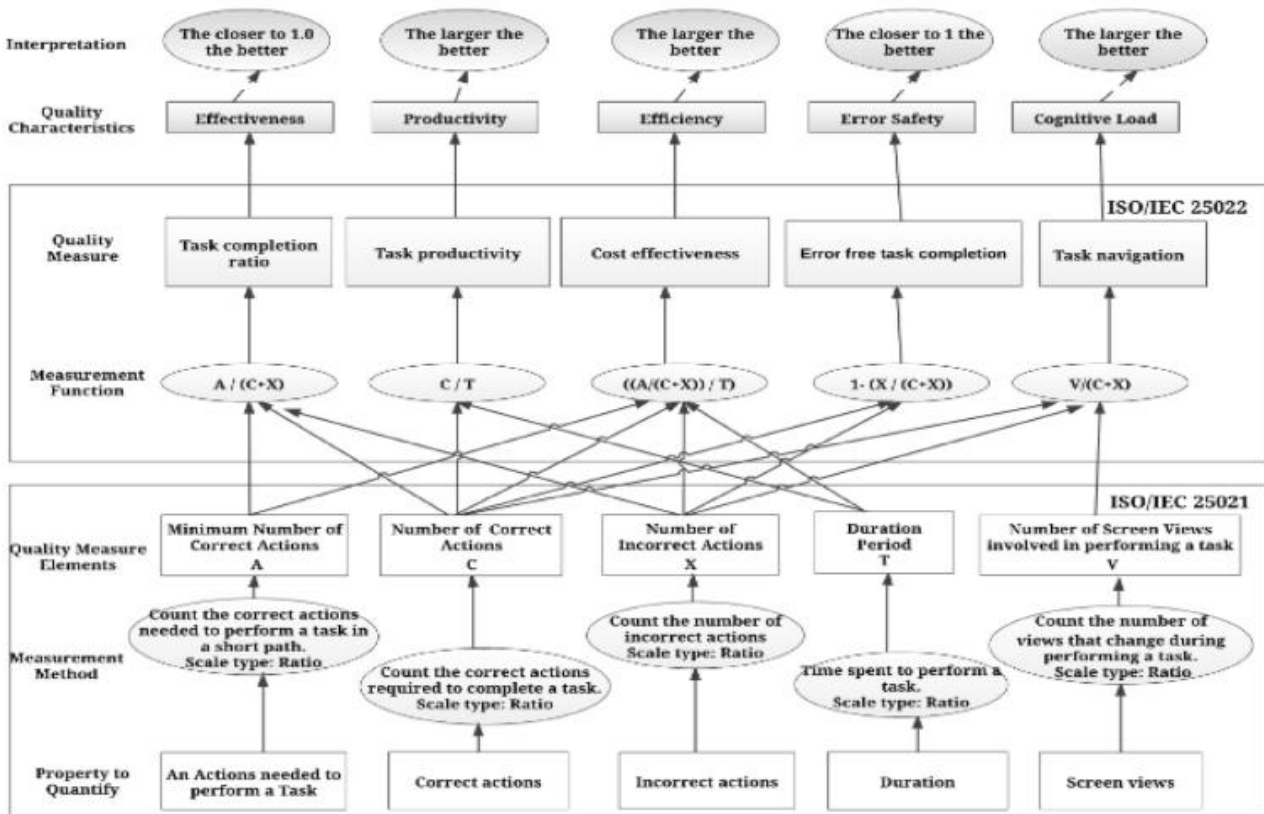 Interpretation
The closer to 1.0
the better
The larger the
better
The larger the
better
The closer to 1 the
better
The larger the
better
Quality
Characteristics
Effectiveness
Productivity
Efficiency
Error Safety
Cognitive Load
ISO/IEC 25022
Quality
Measure
Task completion
ratio
Task productivity
Cost effectiveness
Error free task completion
Task navigation
Measurement
Function
A / (C+X)
C / T
((A/(C+X)) / T)
1- (X / (C+X))
V/(C+X)
ISO/IEC 25021
Quality Measure
Elements
Minimum Number of
Correct Actions
A
Number of Correct
Actions
C
Number of
Incorrect Actions
X
Duration
Period
T
Number of Screen Views
involved in performing a task
V
Measurement
Method
Count the correct actions
needed to perform a task in
a short path.
Scale type: Ratio
Count the correct actions
required to complete a task.
Scale type: Ratio
Count the number of
incorrect actions
Scale type: Ratio
Time spent to perform a
task.
Scale type: Ratio
Count the number of
views that change during
performing a task.
Scale type: Ratio
Property to
Quantify
An Actions needed to
perform a Task
Correct actions
Incorrect actions
Duration
Screen views